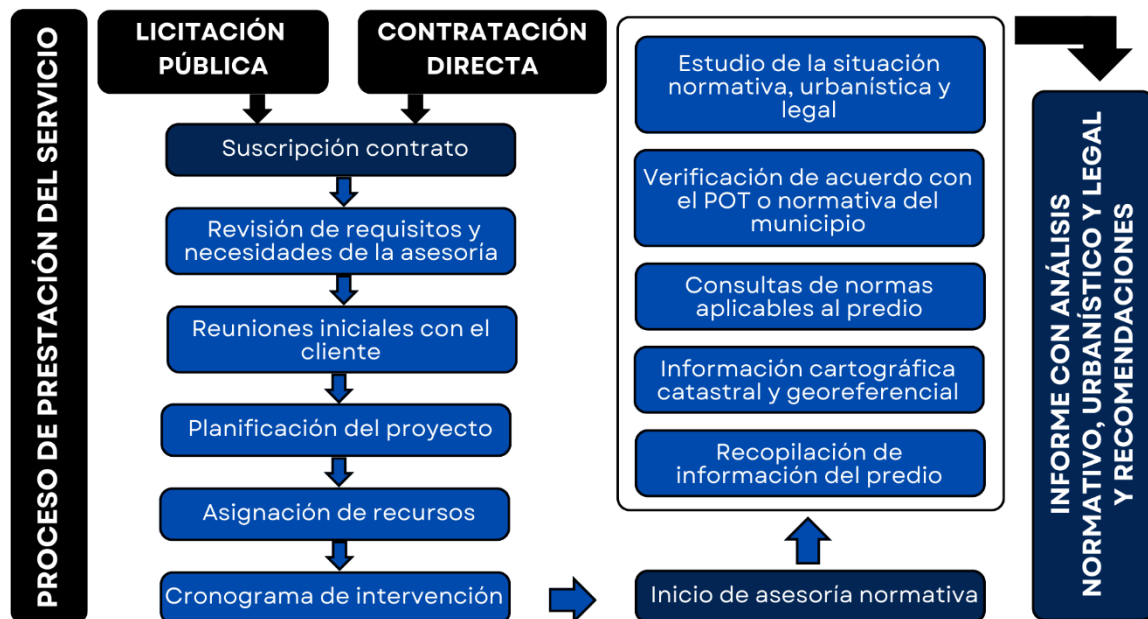 PROCESO DE PRESTACIÓN DEL SERVICIO
LICITACIÓN
PÚBLICA
CONTRATACIÓN
DIRECTA
Suscripción contrato
Revisión de requisitos y
necesidades de la asesoría
Reuniones iniciales con el
cliente
Planificación del proyecto
Asignación de recursos
Cronograma de intervención
Inicio de asesoría normativa
Estudio de la situación
normativa, urbanística y
legal
Verificación de acuerdo con
el POT o normativa del
municipio
Consultas de normas
aplicables al predio
Información cartográfica
catastral y georeferencial
Recopilación de
información del predio
INFORME CON ANÁLISIS
NORMATIVO, URBANÍSTICO Y LEGAL
Y RECOMENDACIONES